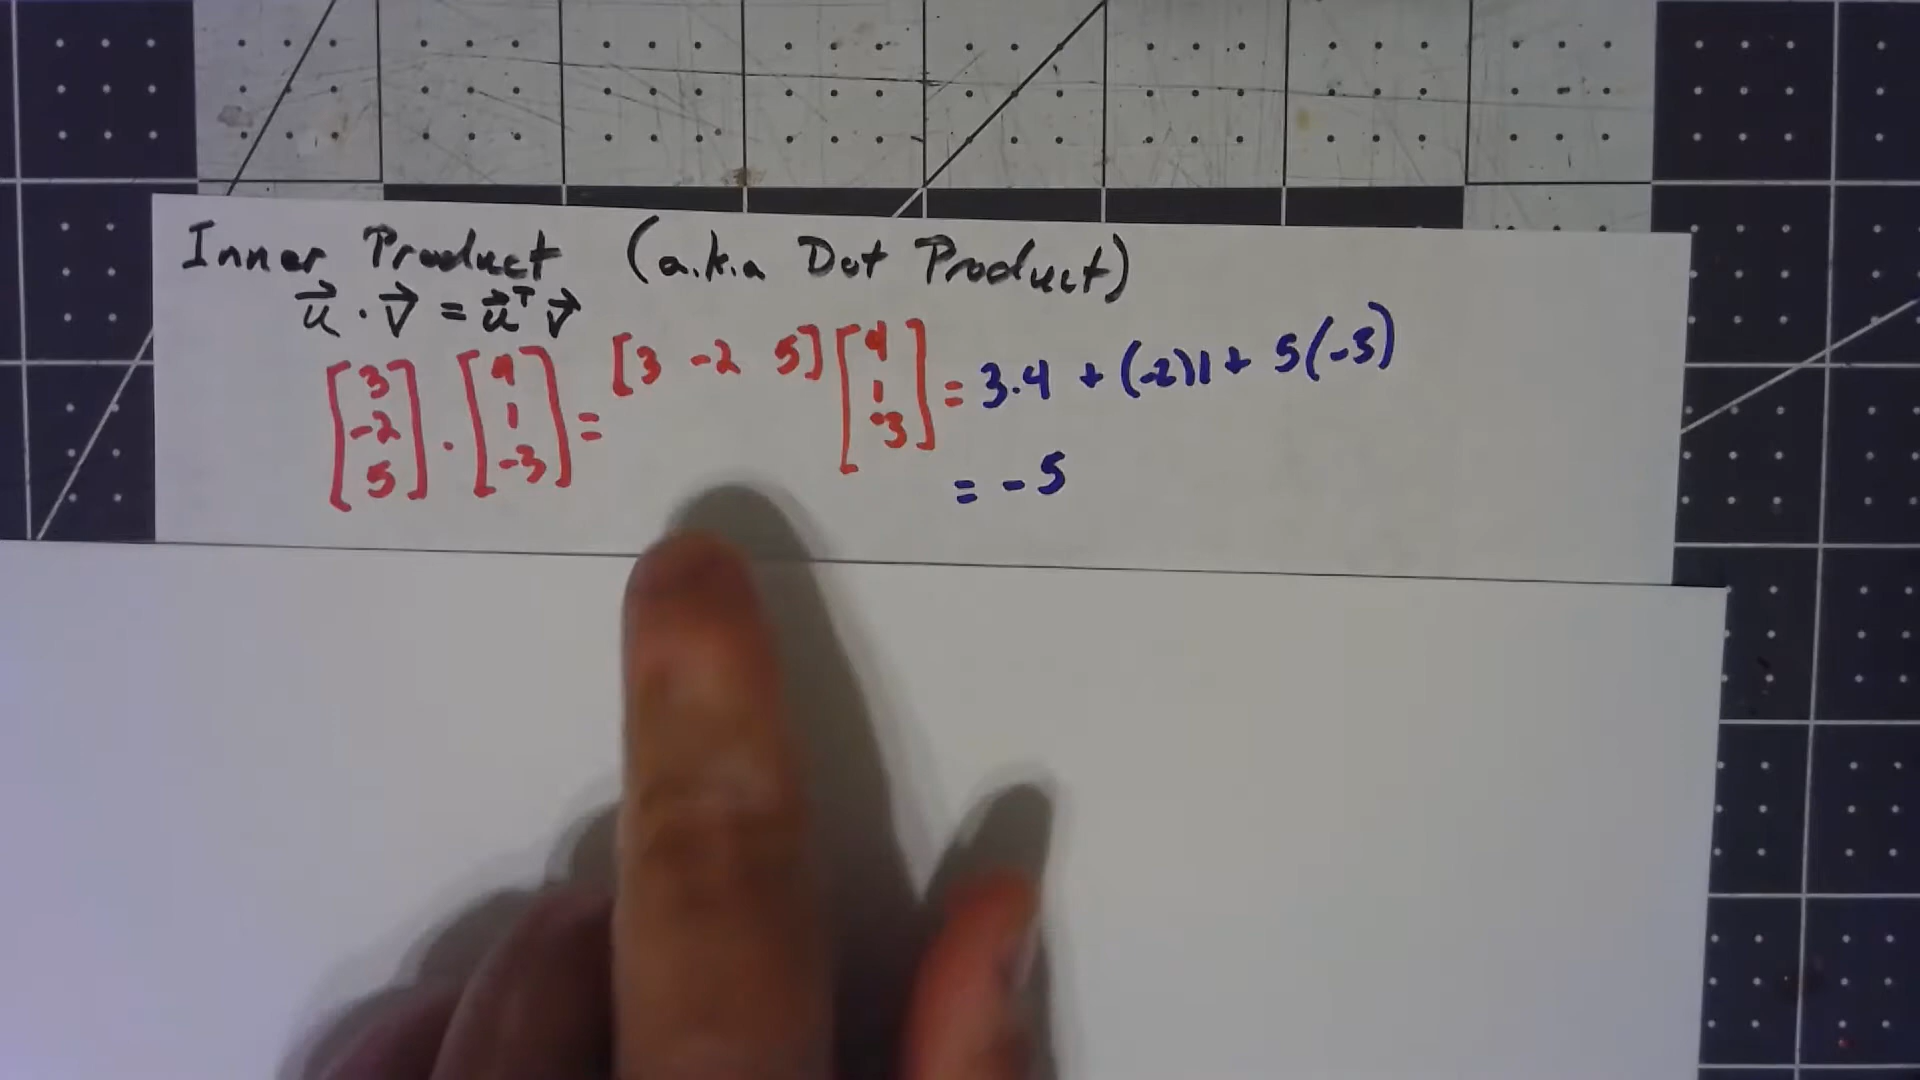 Inner Product (a.k.a Dot Product)
u⃗ · v⃗ = u⃗ᵀ v⃗
[3 -2 5] · [4 1 -3] = [3 -2 5] [4 1 -3] = 3·4 + (-2)1 + 5(-3)
= -5